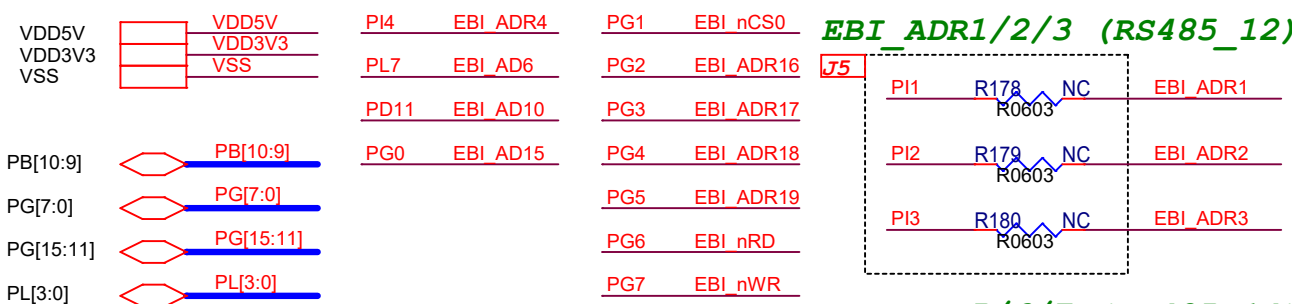 VDD5V VDD5V
VDD3V3 VDD3V3
VSS VSS
PB[10:9] PB[10:9]
PG[7:0] PG[7:0]
PG[15:11] PG[15:11]
PL[3:0] PL[3:0]
PI4 EBI_ADR4
PL7 EBI_AD6
PD11 EBI_AD10
PG0 EBI_AD15
PG1 EBI_nCS0
PG2 EBI_ADR16
PG3 EBI_ADR17
PG4 EBI_ADR18
PG5 EBI_ADR19
PG6 EBI_nRD
PG7 EBI_nWR
EBI_ADR1/2/3 (RS485_12)
J5
PI1 R178 NC EBI_ADR1
R0603
PI2 R179 NC EBI_ADR2
R0603
PI3 R180 NC EBI_ADR3
R0603